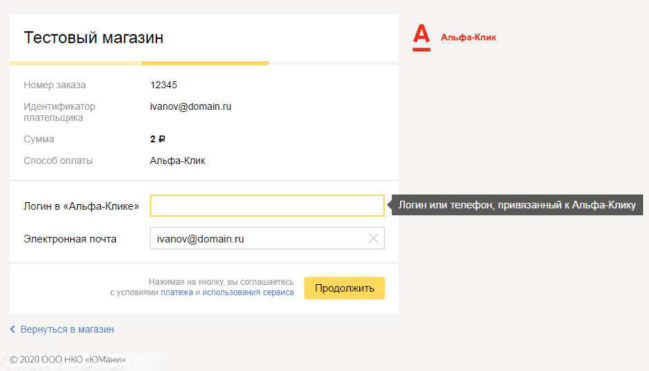 Тестовый магазин
Альфа-Клик
Номер заказа 12345
Идентификатор ivanov@domain.ru
плательщика
Сумма 2 ₽
Способ оплаты Альфа-Клик
Логин в «Альфа-Клике»
Логин или телефон, привязанный к Альфа-Клику
Электронная почта ivanov@domain.ru
Нажимая на кнопку, вы соглашаетесь
с условиями платежа и использования сервиса
Продолжить
Вернуться в магазин
© 2020 ООО НКО «ЮМани»